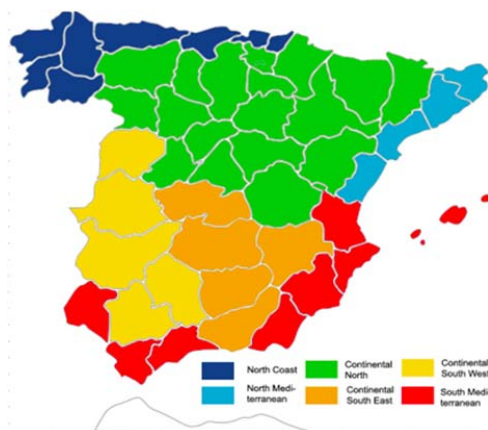 North Coast
Continental
North
Continental
South West
North Medi-
terranean
Continental
South East
South Medi-
terranean